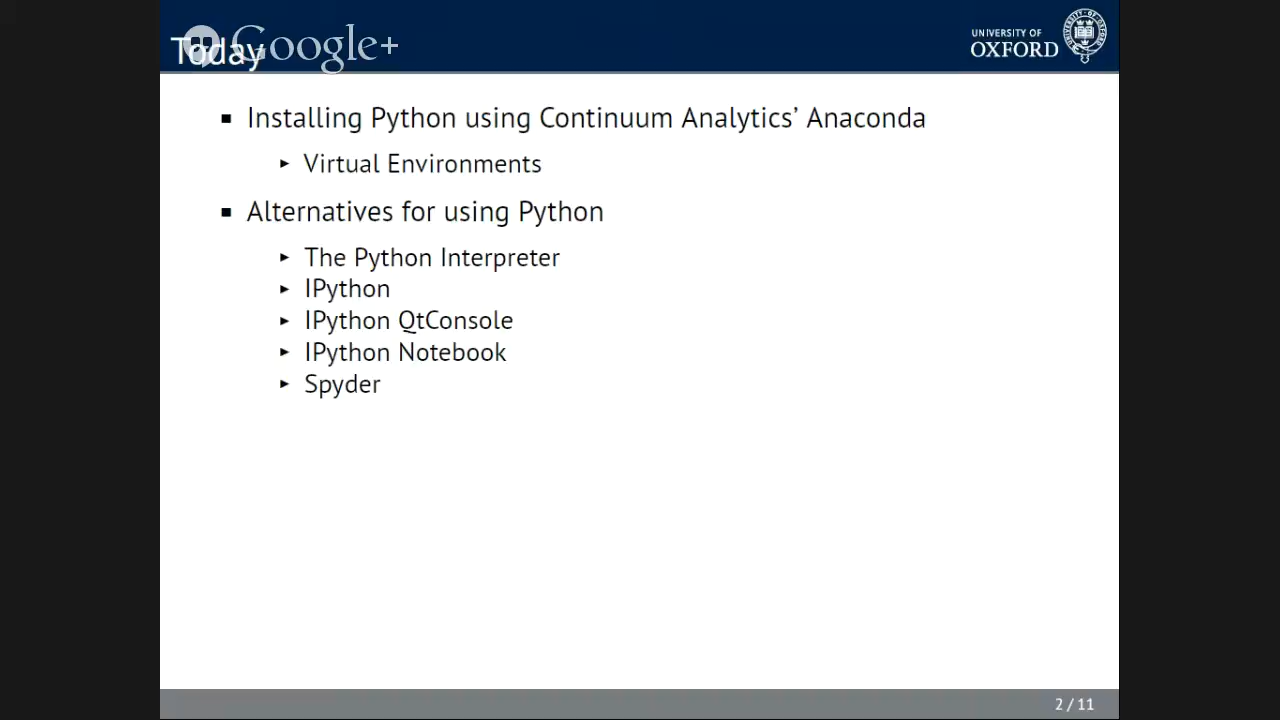 Today
Google+
UNIVERSITY OF
OXFORD
Installing Python using Continuum Analytics’ Anaconda
Virtual Environments
Alternatives for using Python
The Python Interpreter
IPython
IPython QtConsole
IPython Notebook
Spyder
2 / 11